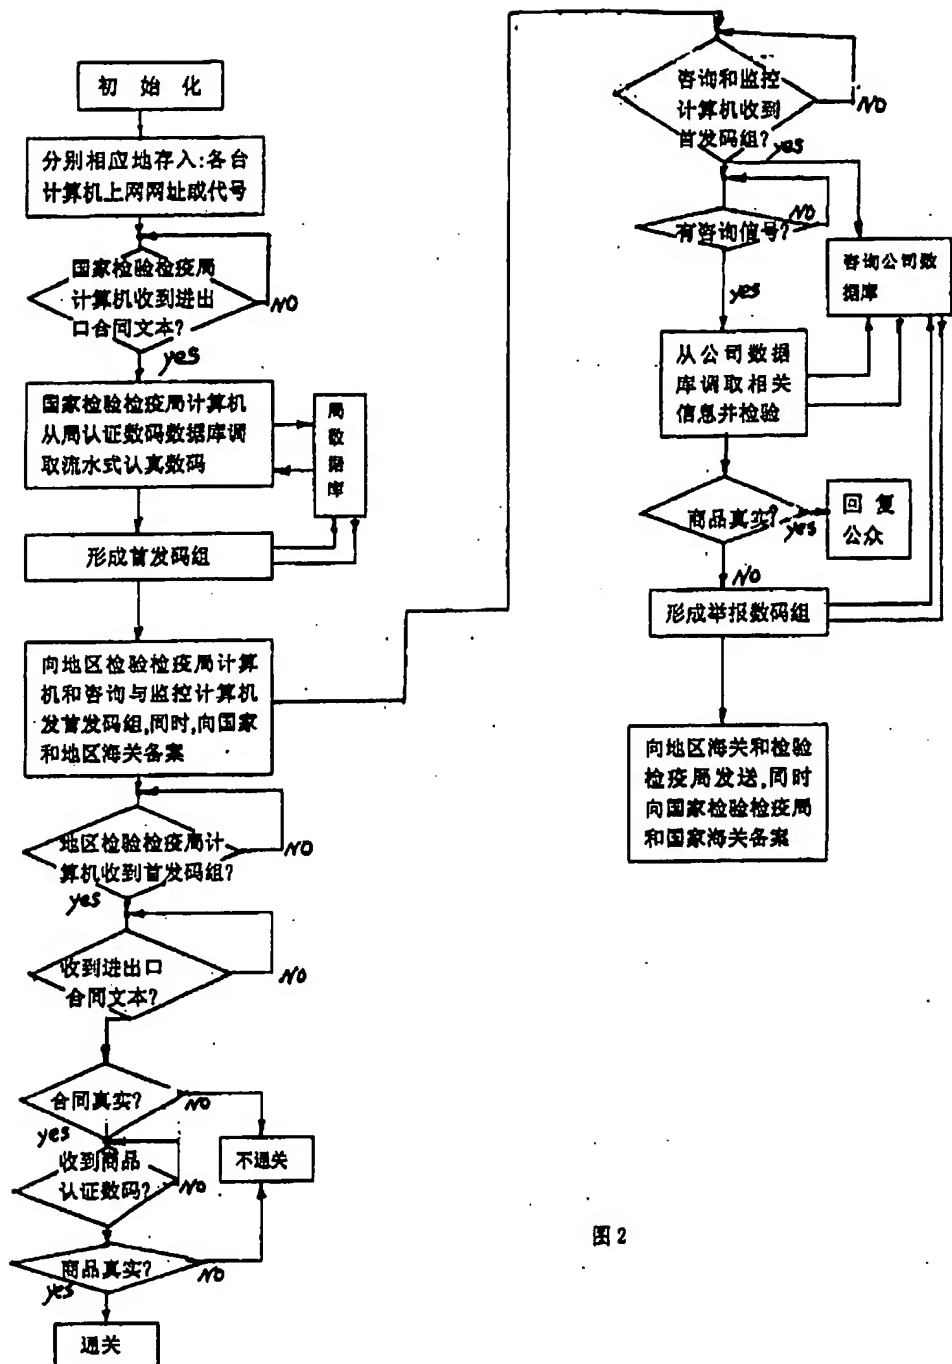 初始化
分别相应地存入:各台
计算机上网网址或代号
国家检验检疫局
计算机收到进出
口合同文本?
NO
yes
国家检验检疫局计算机
从局认证数码数据库调
取流水式认真数码
局
数
据
库
形成首发码组
向地区检验检疫局计算
机和咨询与监控计算机
发首发码组,同时,向国家
和地区海关备案
地区检验检疫局计
算机收到首发码组?
NO
yes
收到进出口
合同文本?
NO
合同真实?
NO
yes
收到商品
认证数码?
NO
不通关
商品真实?
NO
yes
通关
咨询和监控
计算机收到
首发码组?
NO
yes
有咨询信号?
NO
yes
咨询公司数
据库
从公司数据
库调取相关
信息并检验
商品真实?
yes
回复
公众
NO
形成举报数码组
向地区海关和检验
检疫局发送,同时
向国家检验检疫局
和国家海关备案
图2